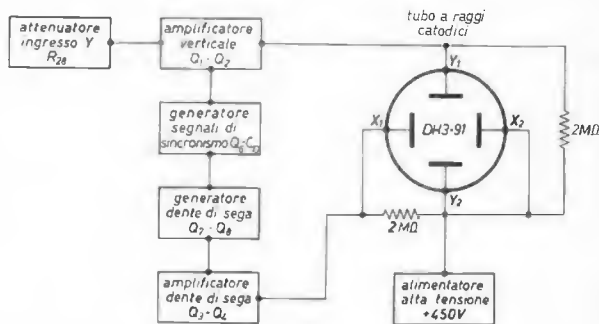 attenuatore
ingresso Y
R28
amplificatore
verticale
Q1 - Q2
tubo a raggi
catodici
Y1
X1
DH3-91
X2
2MΩ
generatore
segnali di
sincronismo
generatore
dente di sega
Q7 - Q8
Y2
2MΩ
amplificatore
dente di sega
Q3-Q4
alimentatore
alta tensione
+450V